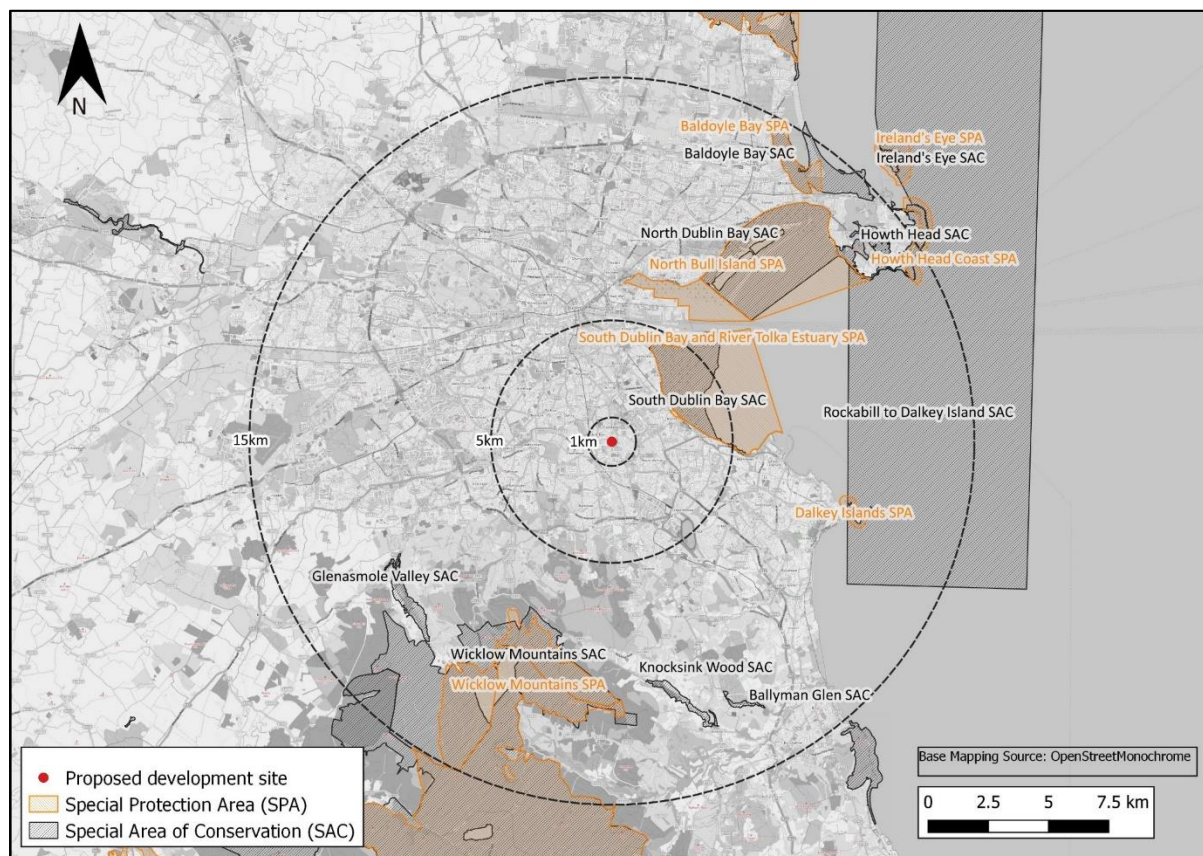 N
Baldoyle Bay SPA
Baldoyle Bay SAC
Ireland's Eye SPA
Ireland's Eye SAC
North Dublin Bay SAC
North Bull Island SPA
Howth Head SAC
Howth Head Coast SPA
South Dublin Bay and River Tolka Estuary SPA
South Dublin Bay SAC
Rockabill to Dalkey Island SAC
15km
5km
1km
Dalkey Islands SPA
Glenasmole Valley SAC
Wicklow Mountains SAC
Wicklow Mountains SPA
Knocksink Wood SAC
Ballyman Glen SAC
Proposed development site
Special Protection Area (SPA)
Special Area of Conservation (SAC)
Base Mapping Source: OpenStreetMonochrome
0 2.5 5 7.5 km